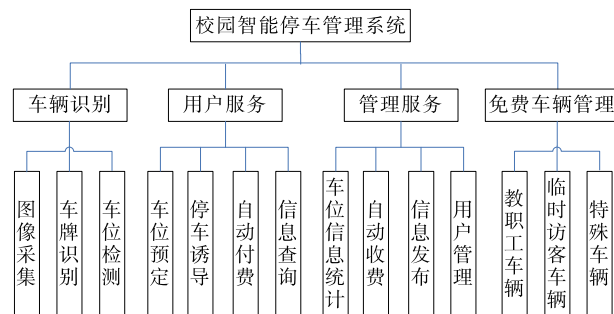 校园智能停车管理系统
车辆识别
用户服务
管理服务
免费车辆管理
图像采集
车牌识别
车位检测
车位预定
停车诱导
自动付费
信息查询
车位信息统计
自动收费
信息发布
用户管理
教职工车辆
临时访客车辆
特殊车辆